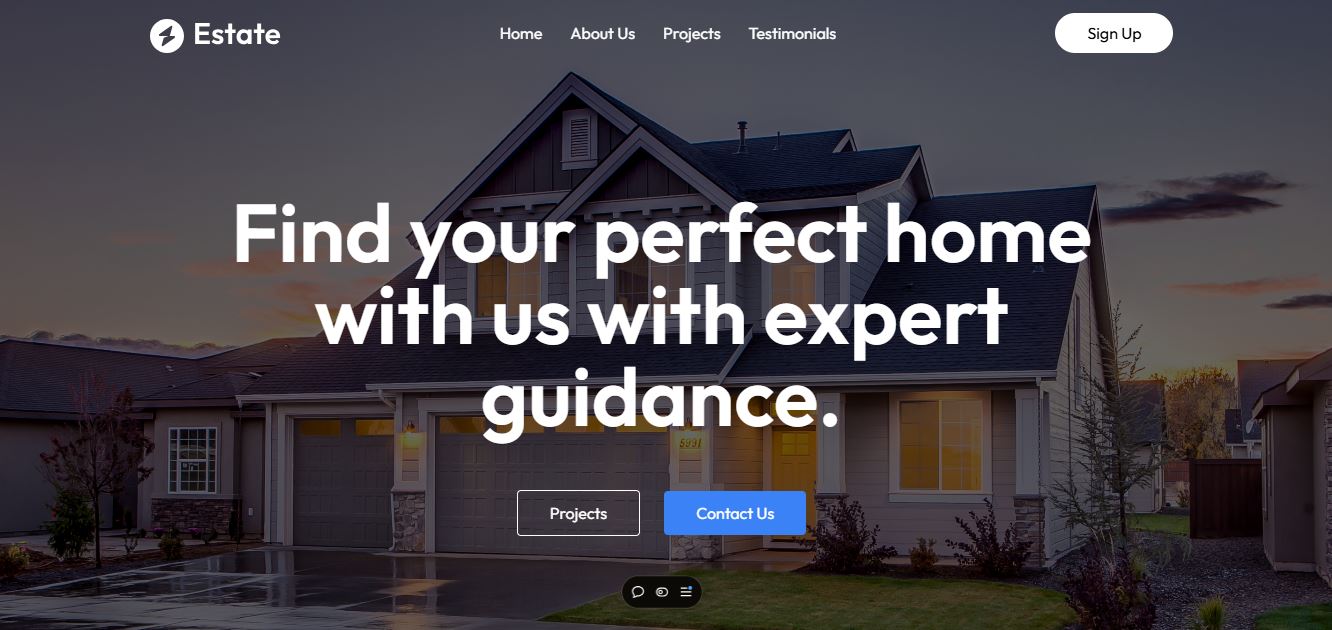 Estate
Home About Us Projects Testimonials
Sign Up
Find your perfect home
with us with expert
guidance.
5991
Projects Contact Us